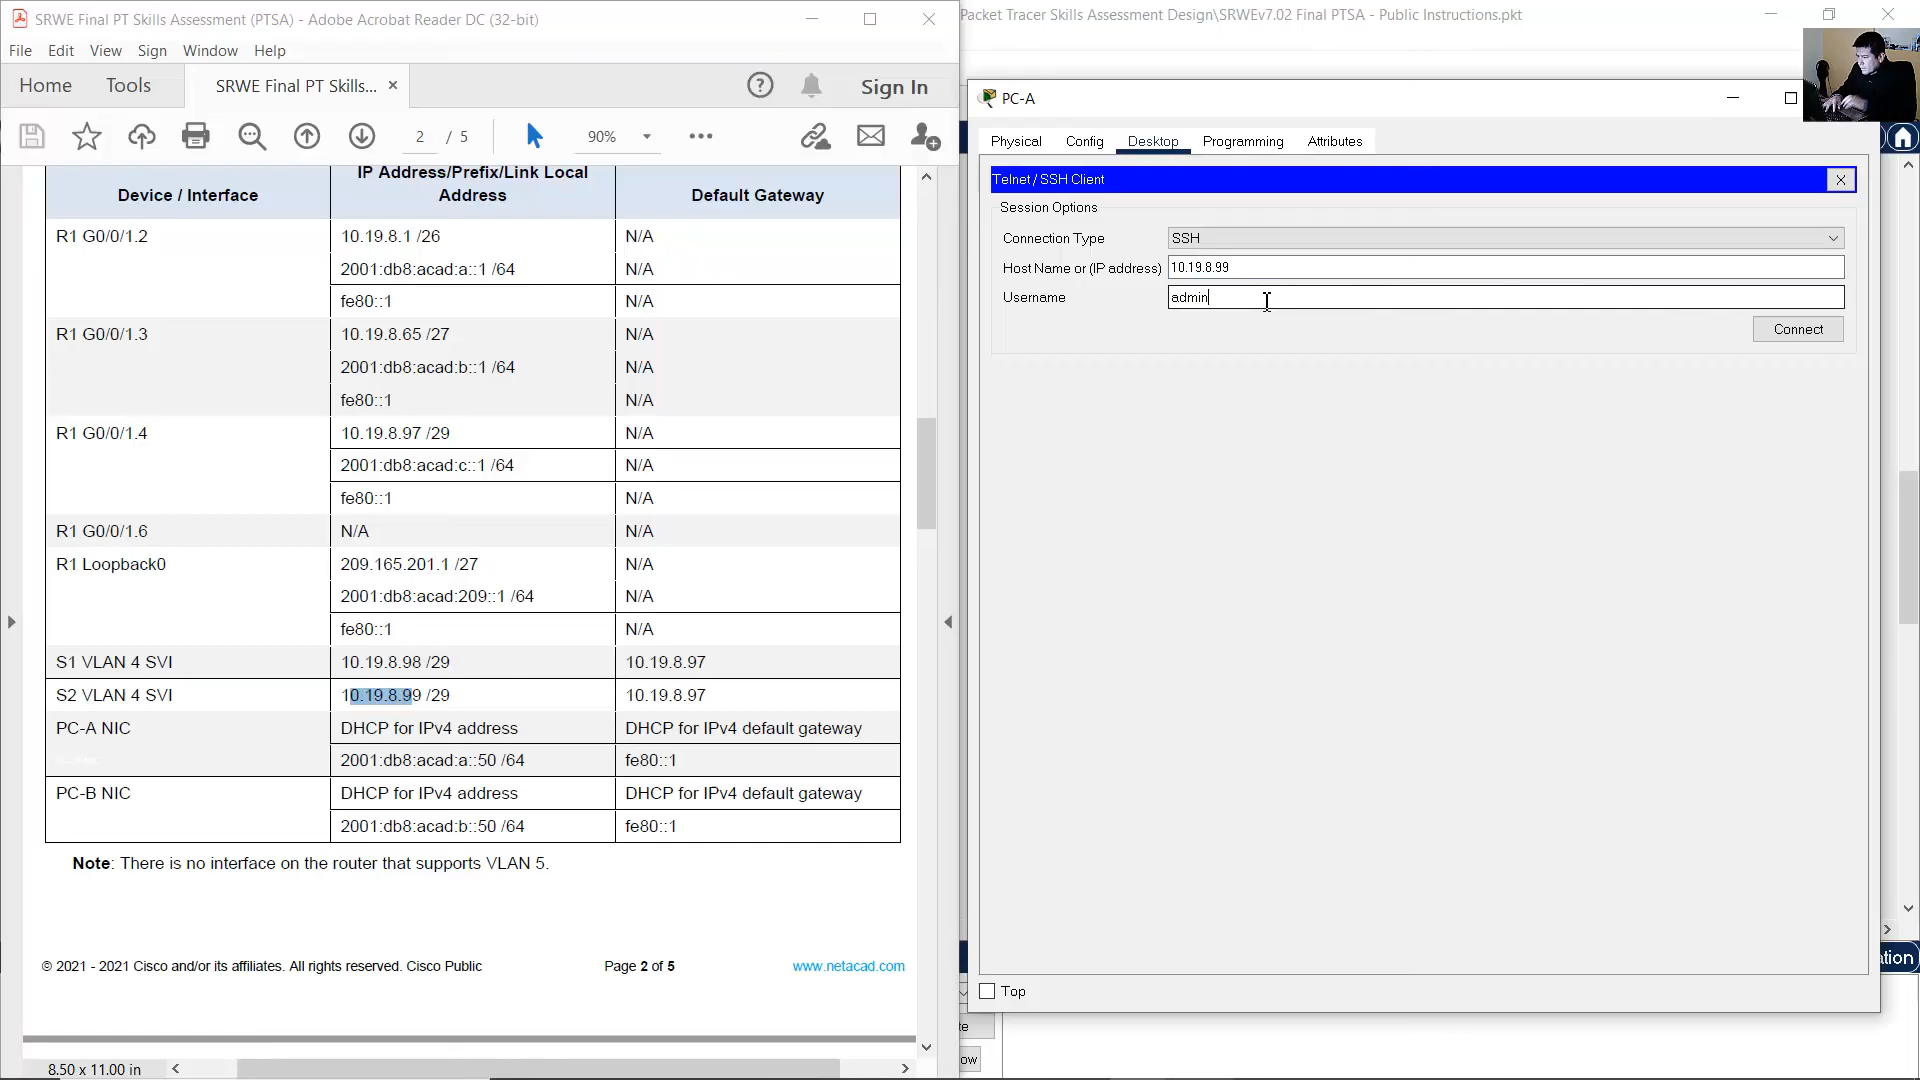 SRWE Final PT Skills Assessment (PTSA) - Adobe Acrobat Reader DC (32-bit)
File Edit View Sign Window Help
Home Tools SRWE Final PT Skills... × Sign In
2 / 5 90%
Device / Interface IP Address/Prefix/Link Local Address Default Gateway
R1 G0/0/1.2 10.19.8.1 /26 N/A
2001:db8:acad:a::1 /64 N/A
fe80::1 N/A
R1 G0/0/1.3 10.19.8.65 /27 N/A
2001:db8:acad:b::1 /64 N/A
fe80::1 N/A
R1 G0/0/1.4 10.19.8.97 /29 N/A
2001:db8:acad:c::1 /64 N/A
fe80::1 N/A
R1 G0/0/1.6 N/A N/A
R1 Loopback0 209.165.201.1 /27 N/A
2001:db8:acad:209::1 /64 N/A
fe80::1 N/A
S1 VLAN 4 SVI 10.19.8.98 /29 10.19.8.97
S2 VLAN 4 SVI 10.19.8.99 /29 10.19.8.97
PC-A NIC DHCP for IPv4 address DHCP for IPv4 default gateway
2001:db8:acad:a::50 /64 fe80::1
PC-B NIC DHCP for IPv4 address DHCP for IPv4 default gateway
2001:db8:acad:b::50 /64 fe80::1
Note: There is no interface on the router that supports VLAN 5.
© 2021 - 2021 Cisco and/or its affiliates. All rights reserved. Cisco Public Page 2 of 5 www.netacad.com
8.50 x 11.00 in
Packet Tracer Skills Assessment Design\SRWEv7.02 Final PTSA - Public Instructions.pkt
PC-A
Physical Config Desktop Programming Attributes
Telnet / SSH Client X
Session Options
Connection Type SSH
Host Name or (IP address) 10.19.8.99
Username admin
Connect
Top
ation
te
ow